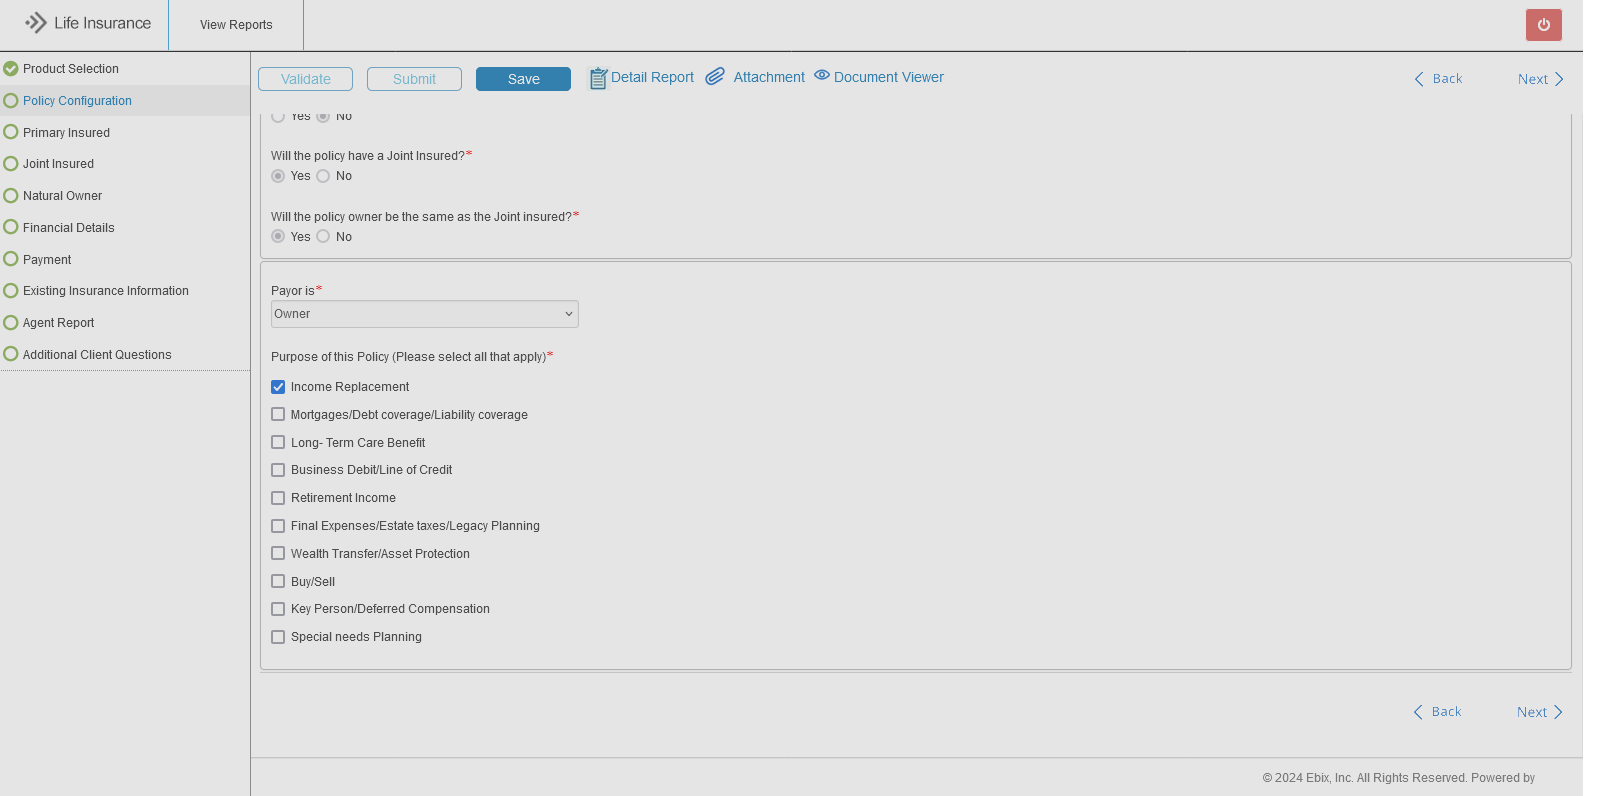 Life Insurance
View Reports
Product Selection
Policy Configuration
Primary Insured
Joint Insured
Natural Owner
Financial Details
Payment
Existing Insurance Information
Agent Report
Additional Client Questions
Validate Submit Save Detail Report Attachment Document Viewer Back Next
Yes No
Will the policy have a Joint Insured?*
Yes No
Will the policy owner be the same as the Joint insured?*
Yes No
Payor is*
Owner
Purpose of this Policy (Please select all that apply)*
Income Replacement
Mortgages/Debt coverage/Liability coverage
Long- Term Care Benefit
Business Debit/Line of Credit
Retirement Income
Final Expenses/Estate taxes/Legacy Planning
Wealth Transfer/Asset Protection
Buy/Sell
Key Person/Deferred Compensation
Special needs Planning
Back Next
© 2024 Ebix, Inc. All Rights Reserved. Powered by